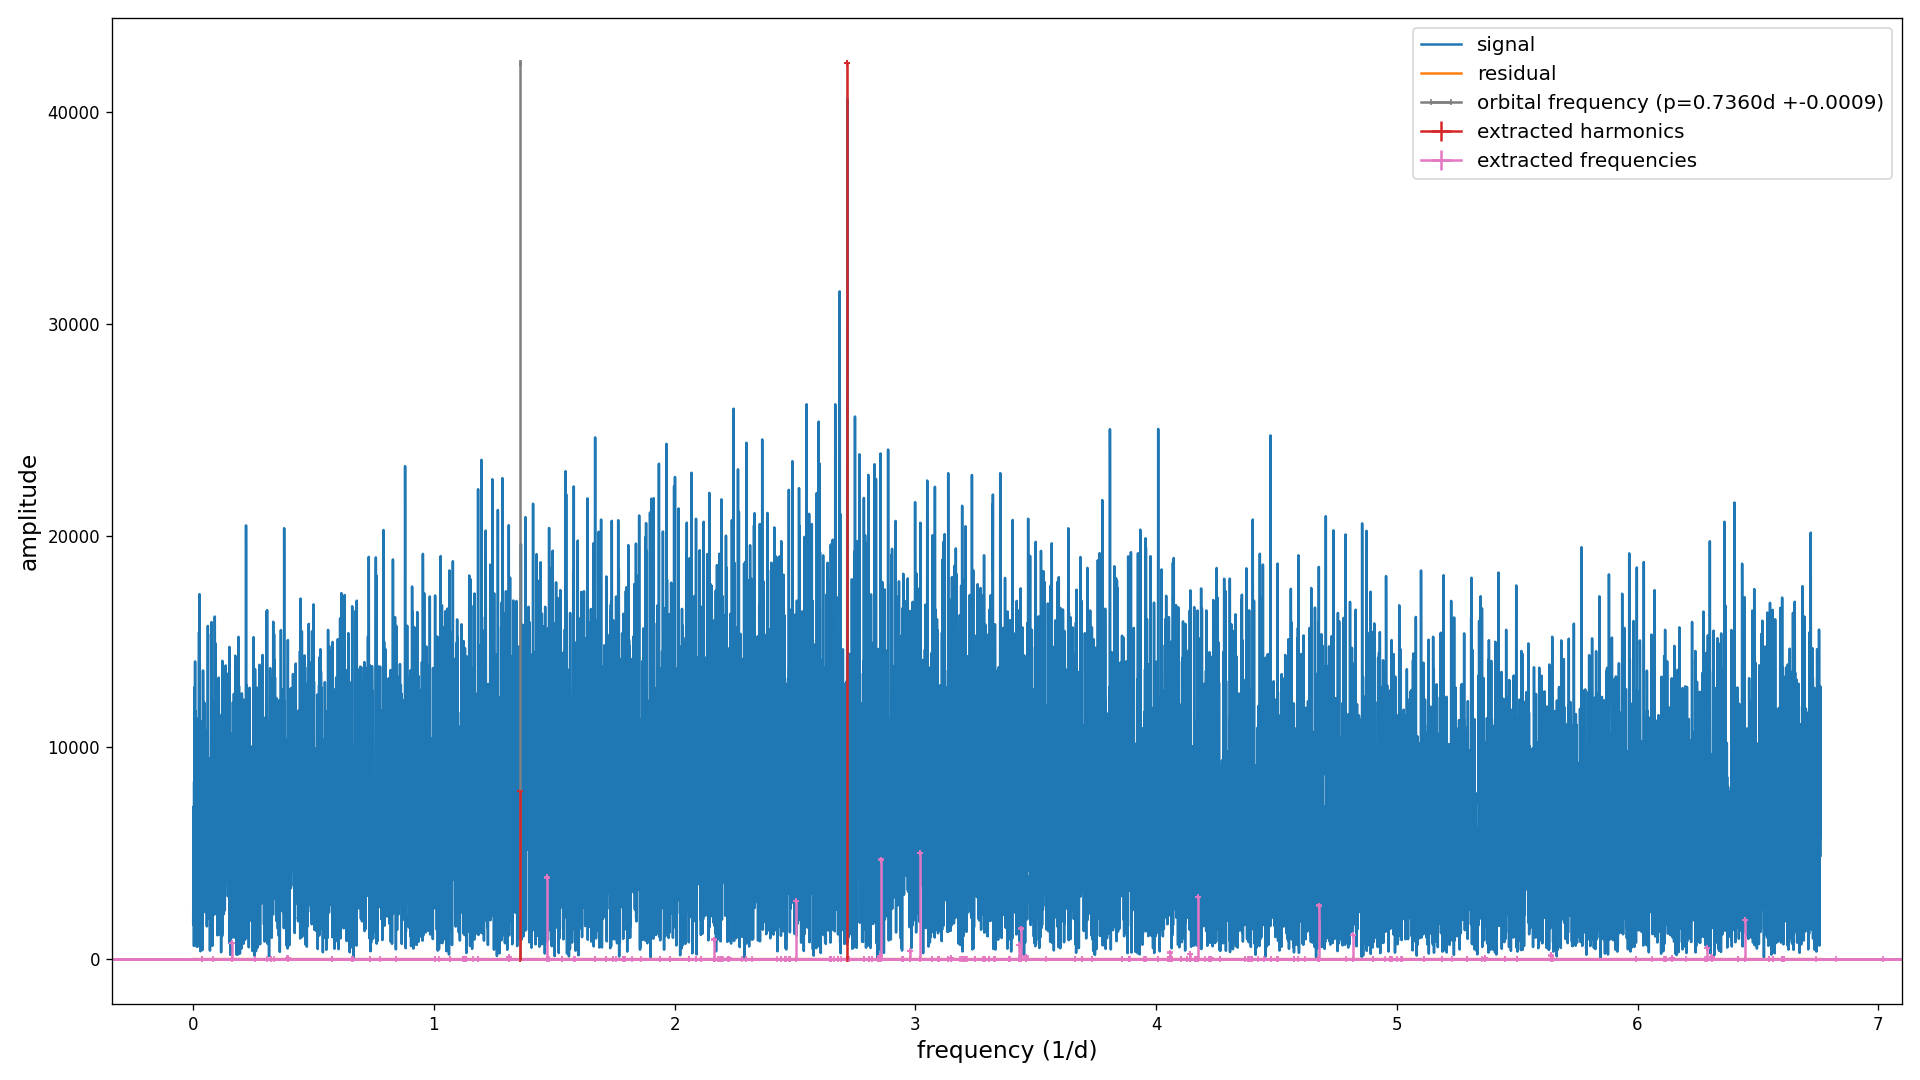 signal
residual
orbital frequency (p=0.7360d +-0.0009)
extracted harmonics
extracted frequencies
amplitude
40000
30000
20000
10000
0
0 1 2 3 4 5 6 7
frequency (1/d)